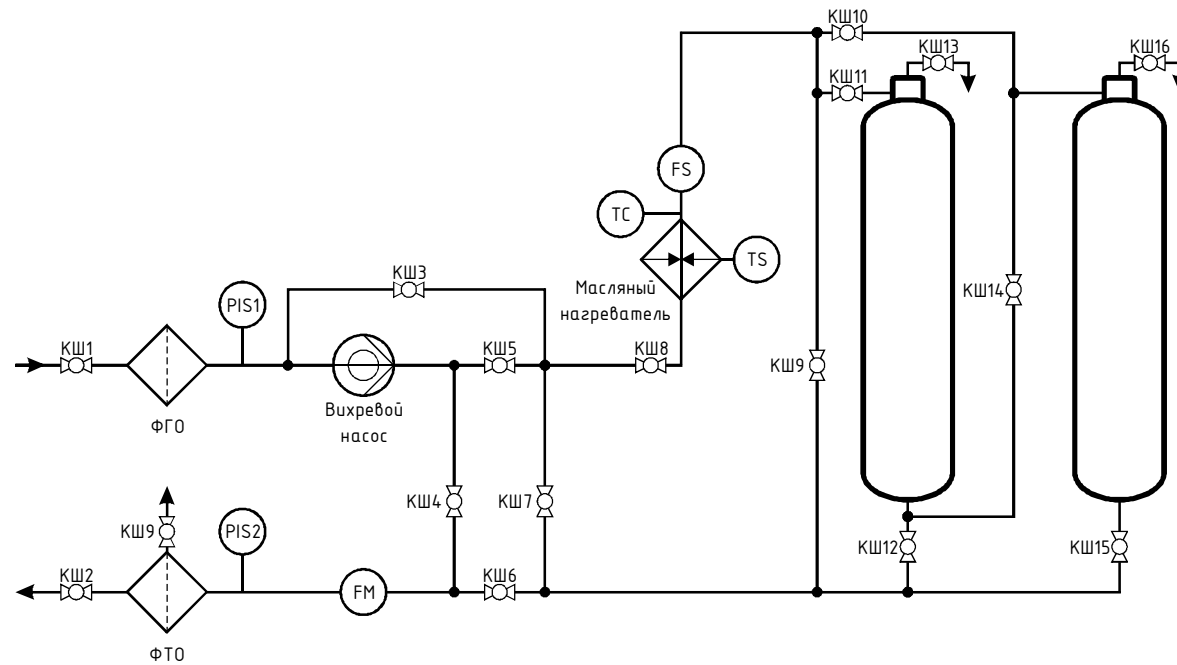 КШ10
КШ13
КШ16
КШ11
FS
TC
TS
КШ3
Масляный
нагреватель
КШ14
PIS1
КШ1
КШ5
КШ8
КШ9
ФГО
Вихревой
насос
КШ4
КШ7
КШ9
PIS2
КШ12
КШ15
КШ2
FM
КШ6
ФТО